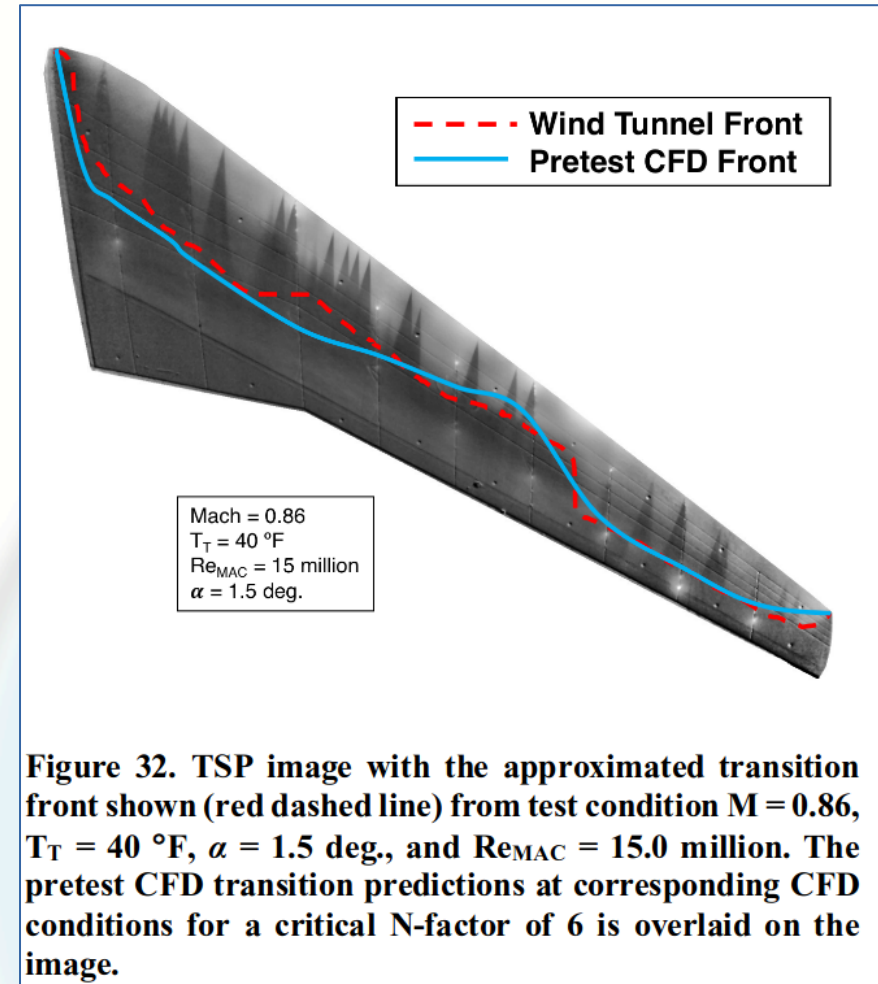 Wind Tunnel Front
Pretest CFD Front
Mach = 0.86
T_T = 40 ºF
Re_MAC = 15 million
α = 1.5 deg.
Figure 32. TSP image with the approximated transition
front shown (red dashed line) from test condition M = 0.86,
T_T = 40 °F, α = 1.5 deg., and Re_MAC = 15.0 million. The
pretest CFD transition predictions at corresponding CFD
conditions for a critical N-factor of 6 is overlaid on the
image.